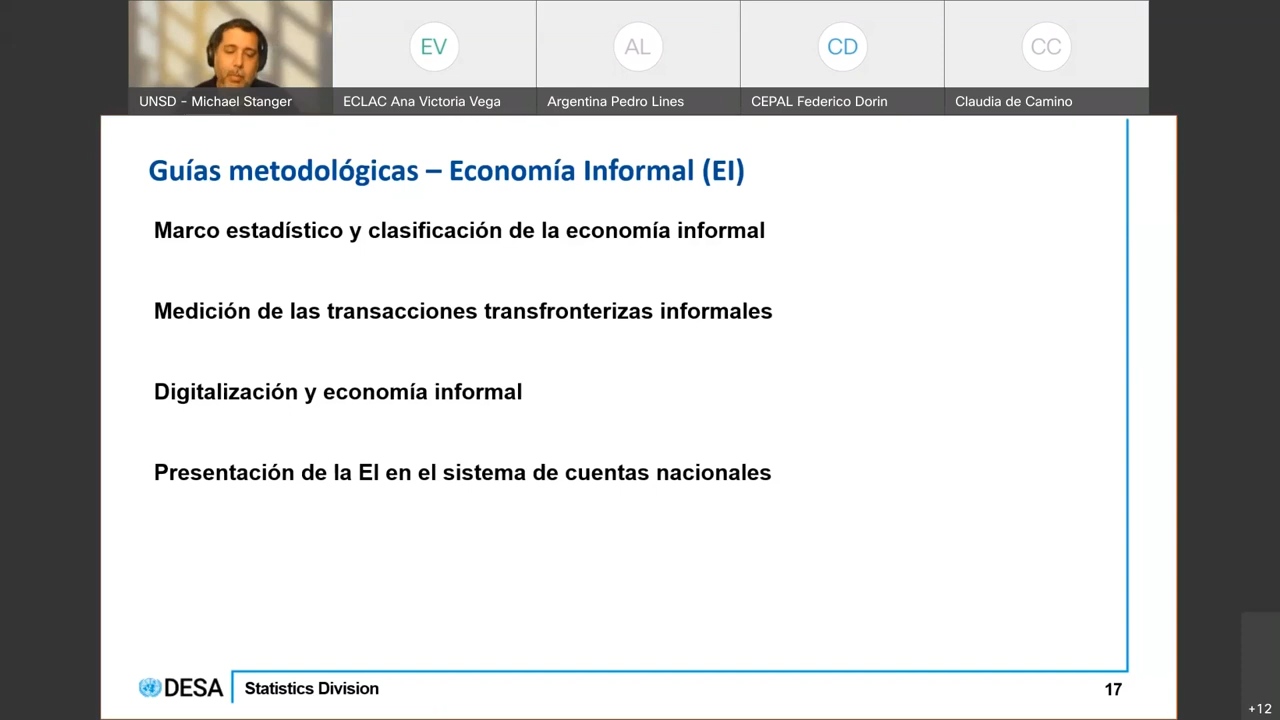 EV
AL
CD
CC
UNSD - Michael Stanger
ECLAC Ana Victoria Vega
Argentina Pedro Lines
CEPAL Federico Dorin
Claudia de Camino
Guías metodológicas – Economía Informal (EI)
Marco estadístico y clasificación de la economía informal
Medición de las transacciones transfronterizas informales
Digitalización y economía informal
Presentación de la EI en el sistema de cuentas nacionales
DESA
Statistics Division
17
+12